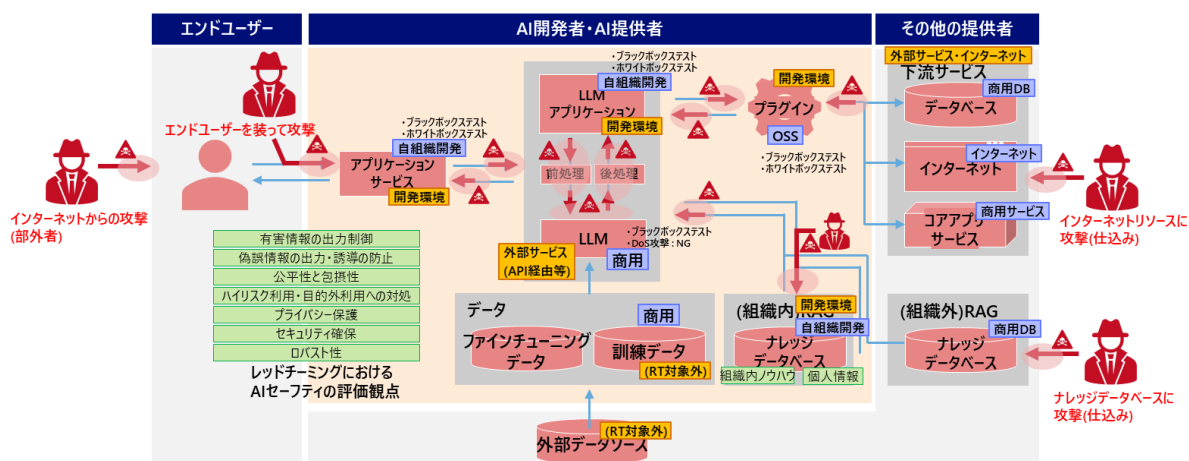 エンドユーザー
AI開発者・AI提供者
その他の提供者
エンドユーザーを装って攻撃
インターネットからの攻撃
(部外者)
・ブラックボックステスト
・ホワイトボックステスト
自組織開発
アプリケーション
サービス
開発環境
・ブラックボックステスト
・ホワイトボックステスト
自組織開発
LLM
アプリケーション
開発環境
前処理
後処理
LLM
・ブラックボックステスト
・DoS攻撃:NG
商用
外部サービス
(API経由等)
開発環境
プラグイン
OSS
・ブラックボックステスト
・ホワイトボックステスト
外部サービス・インターネット
下流サービス
商用DB
データベース
インターネット
インターネット
商用サービス
コアアプリ
サービス
インターネットリソースに
攻撃(仕込み)
有害情報の出力制御
偽誤情報の出力・誘導の防止
公平性と包摂性
ハイリスク利用・目的外利用への対処
プライバシー保護
セキュリティ確保
ロバスト性
レッドチーミングにおける
AIセーフティの評価観点
データ
ファインチューニング
データ
商用
訓練データ
(RT対象外)
開発環境
(組織内)RAG
自組織開発
ナレッジ
データベース
組織内ノウハウ
個人情報
(組織外)RAG
商用DB
ナレッジ
データベース
ナレッジデータベースに
攻撃(仕込み)
(RT対象外)
外部データソース